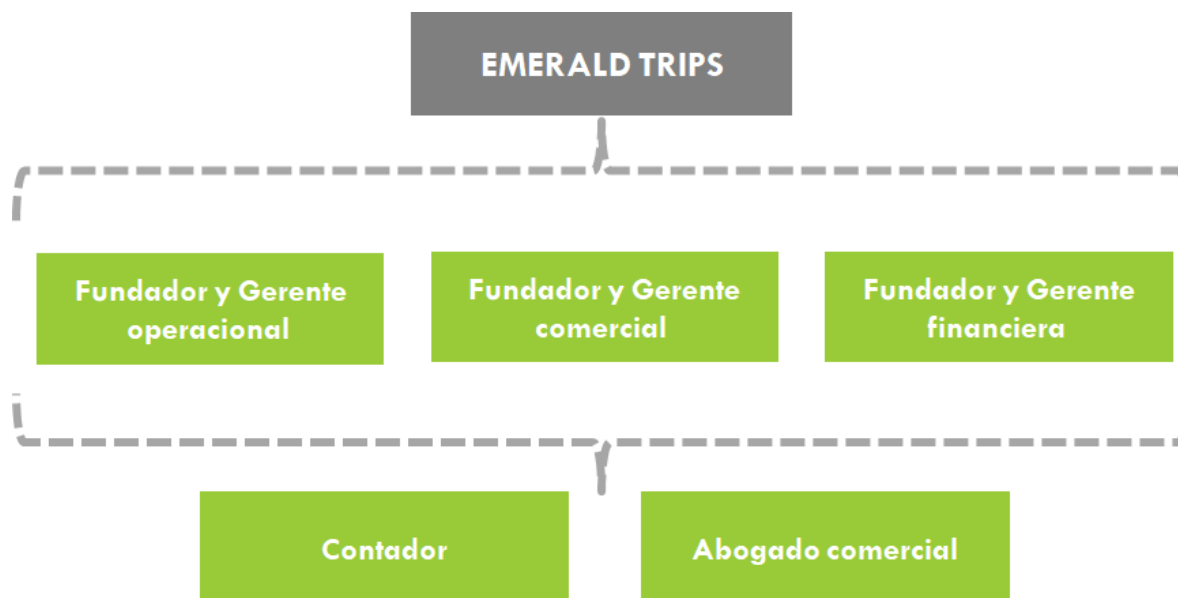 EMERALD TRIPS
Fundador y Gerente
operacional
Fundador y Gerente
comercial
Fundador y Gerente
financiera
Contador
Abogado comercial